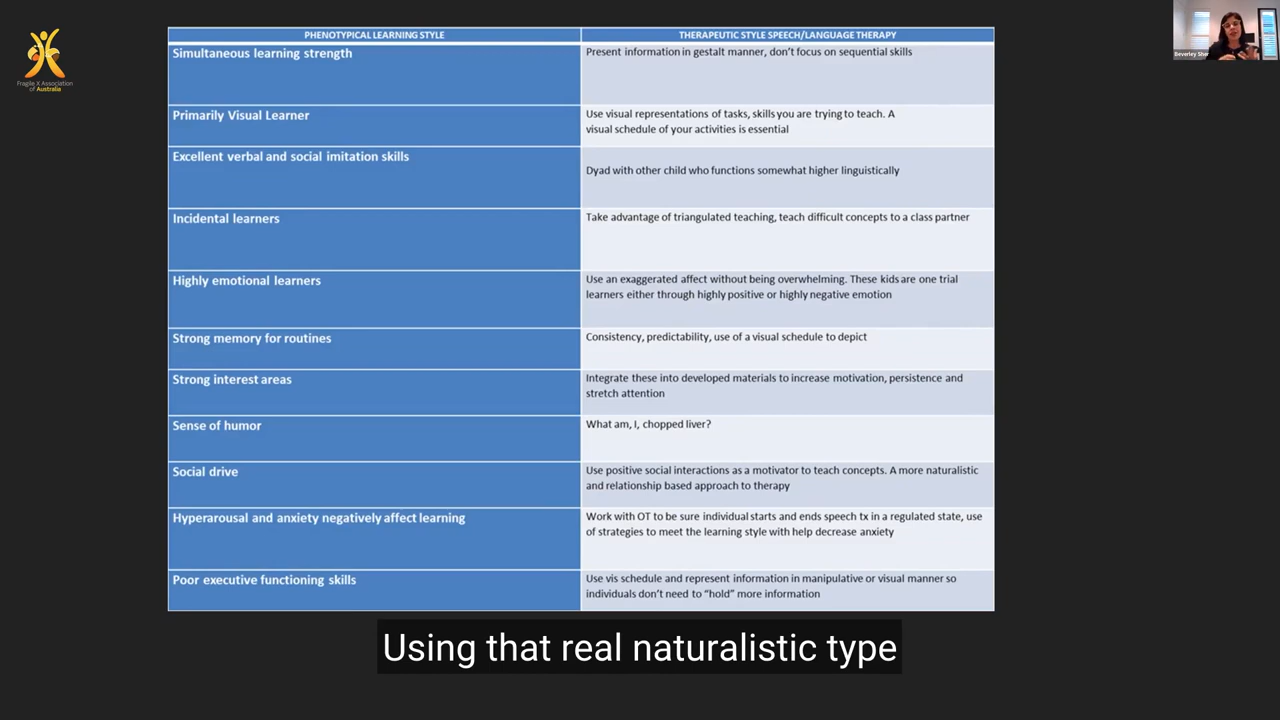 Fragile X Association
of Australia
PHENOTYPICAL LEARNING STYLE
THERAPEUTIC STYLE SPEECH/LANGUAGE THERAPY
Simultaneous learning strength
Present information in gestalt manner, don't focus on sequential skills
Primarily Visual Learner
Use visual representations of tasks, skills you are trying to teach. A
visual schedule of your activities is essential
Excellent verbal and social imitation skills
Dyad with other child who functions somewhat higher linguistically
Incidental learners
Take advantage of triangulated teaching, teach difficult concepts to a class partner
Highly emotional learners
Use an exaggerated affect without being overwhelming. These kids are one trial
learners either through highly positive or highly negative emotion
Strong memory for routines
Consistency, predictability, use of a visual schedule to depict
Strong interest areas
Integrate these into developed materials to increase motivation, persistence and
stretch attention
Sense of humor
What am, I, chopped liver?
Social drive
Use positive social interactions as a motivator to teach concepts. A more naturalistic
and relationship based approach to therapy
Hyperarousal and anxiety negatively affect learning
Work with OT to be sure individual starts and ends speech tx in a regulated state, use
of strategies to meet the learning style with help decrease anxiety
Poor executive functioning skills
Use vis schedule and represent information in manipulative or visual manner so
individuals don't need to "hold" more information
Beverley
Using that real naturalistic type